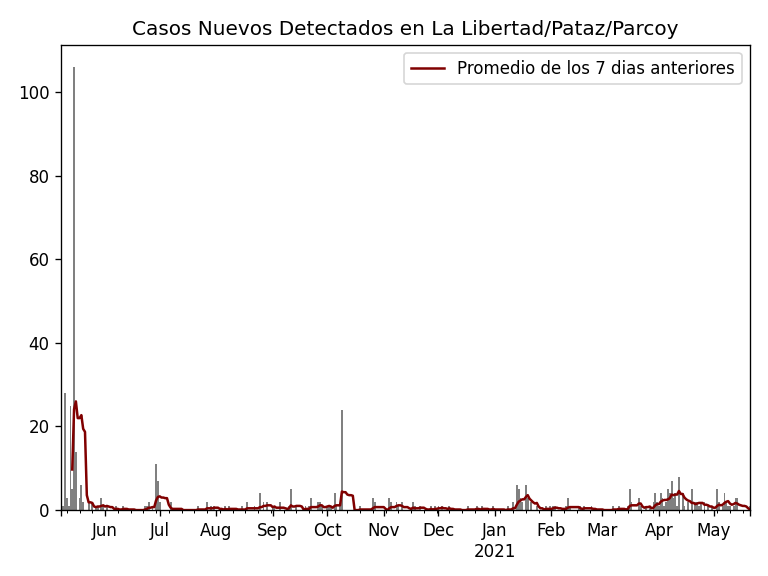 Casos Nuevos Detectados en La Libertad/Pataz/Parcoy
Promedio de los 7 dias anteriores
100
80
60
40
20
0
Jun Jul Aug Sep Oct Nov Dec Jan Feb Mar Apr May
2021